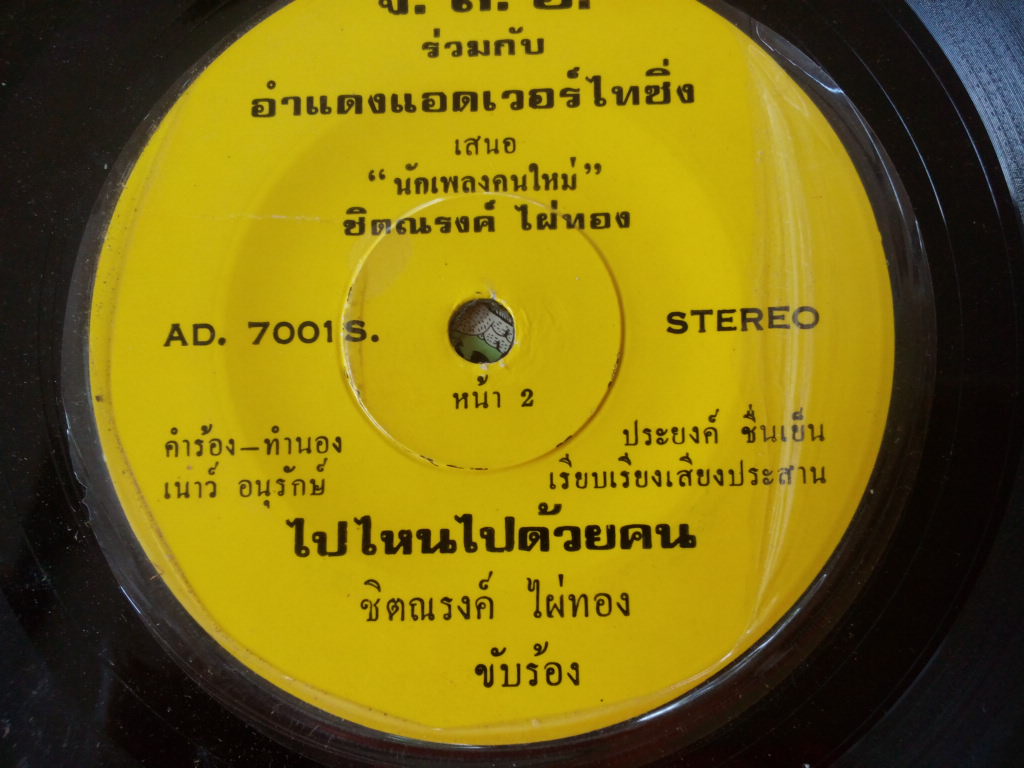 ร่วมกับ
อำแดงแอดเวอร์ไทซิ่ง
เสนอ
“นักเพลงคนใหม่”
ชิตณรงค์ ไผ่ทอง
AD. 7001 S.
STEREO
หน้า 2
คำร้อง–ทำนอง
เน่าว์ อนุรักษ์
ประยงค์ ชื่นเย็น
เรียบเรียงเสียงประสาน
ไปไหนไปด้วยคน
ชิตณรงค์ ไผ่ทอง
ขับร้อง